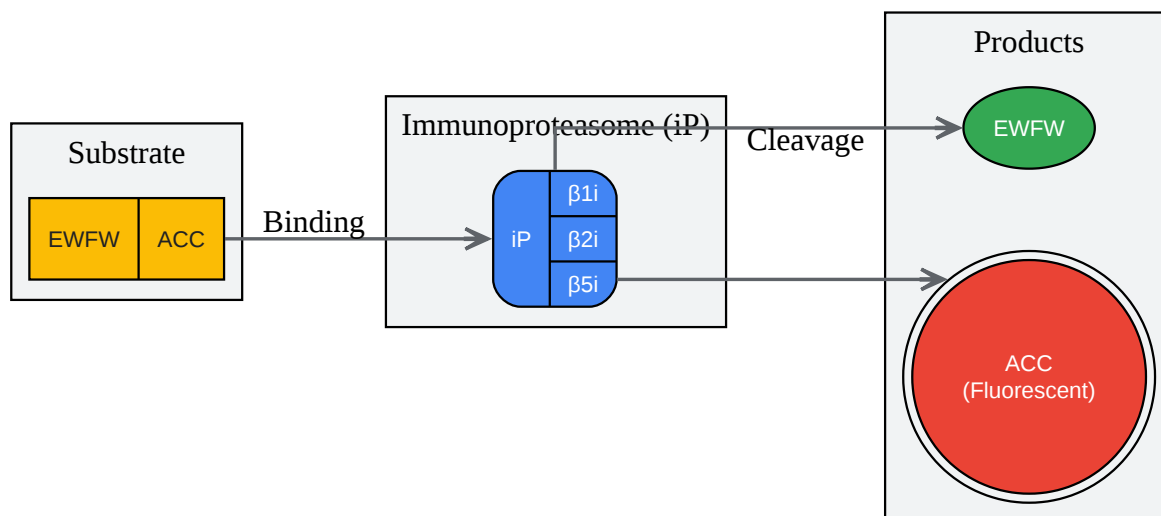 Substrate
EWFW
ACC
Binding
Immunoproteasome (iP)
iP
β1i
β2i
β5i
Cleavage
Products
EWFW
ACC
(Fluorescent)